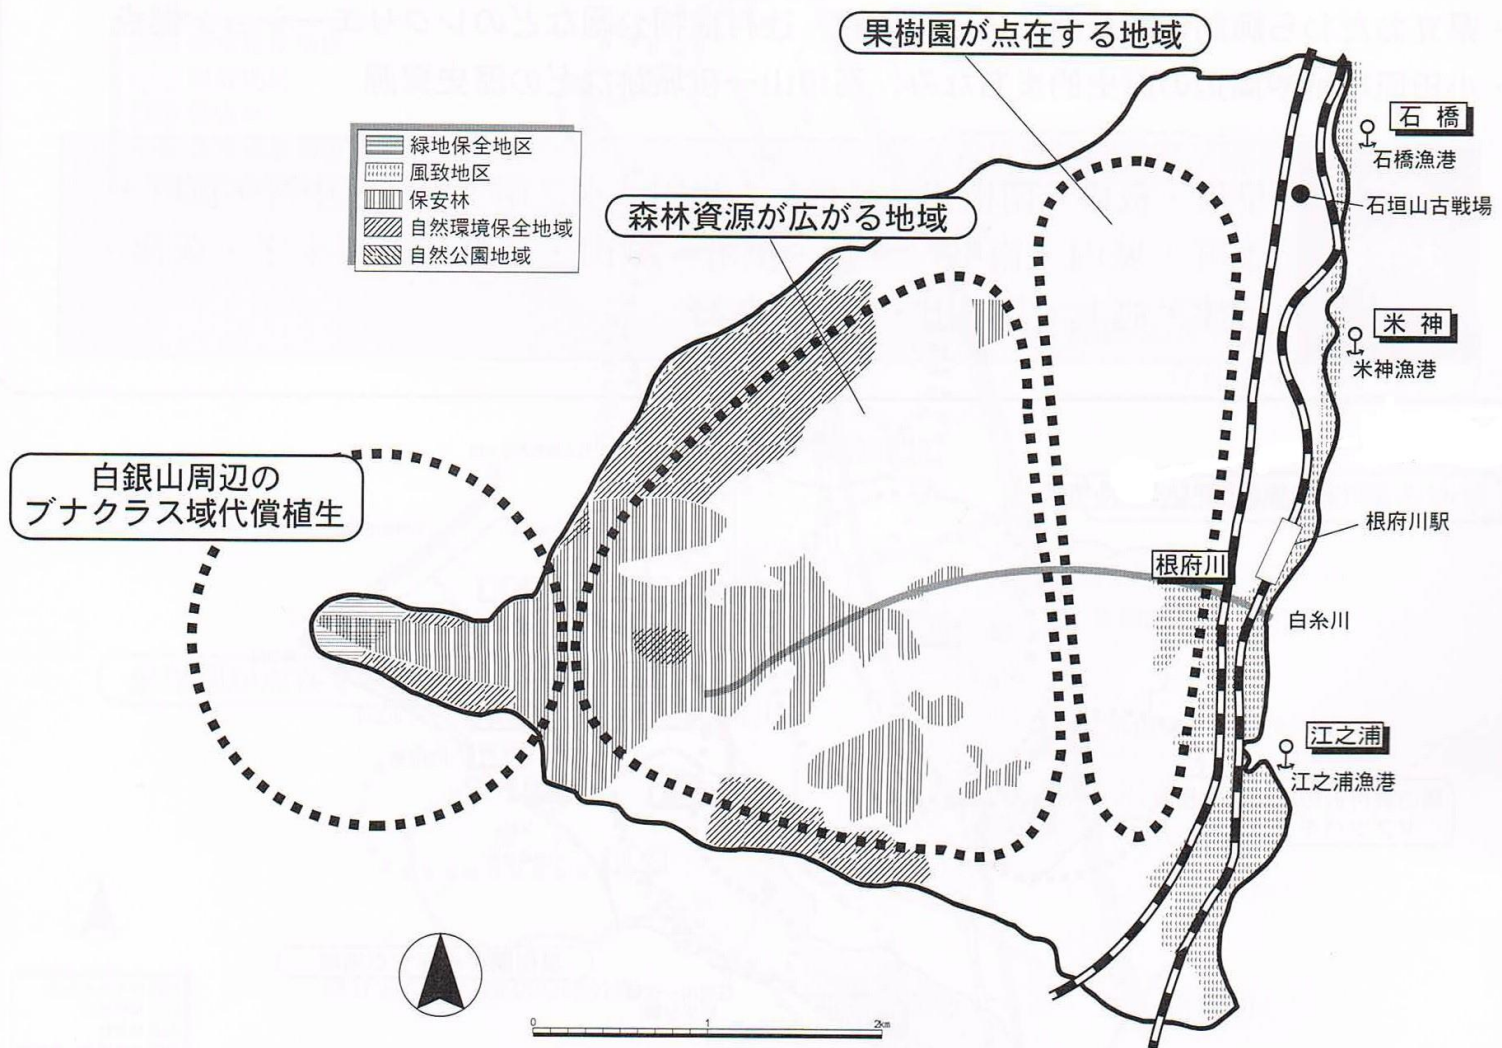 果樹園が点在する地域
石橋
石橋漁港
石垣山古戦場
緑地保全地区
風致地区
保安林
自然環境保全地域
自然公園地域
森林資源が広がる地域
米神
米神漁港
白銀山周辺の
ブナクラス域代償植生
根府川駅
根府川
白糸川
江之浦
江之浦漁港
0 1 2km